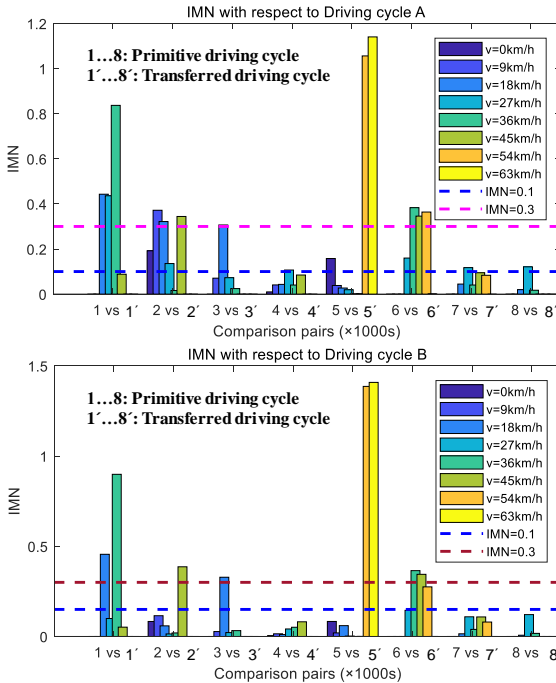 IMN with respect to Driving cycle A
1.2
1
0.8
0.6
0.4
0.2
0
IMN
1…8: Primitive driving cycle
1´…8´: Transferred driving cycle
v=0km/h
v=9km/h
v=18km/h
v=27km/h
v=36km/h
v=45km/h
v=54km/h
v=63km/h
IMN=0.1
IMN=0.3
1 vs 1´ 2 vs 2´ 3 vs 3´ 4 vs 4´ 5 vs 5´ 6 vs 6´ 7 vs 7´ 8 vs 8´
Comparison pairs (×1000s)
IMN with respect to Driving cycle B
1.5
1
0.5
0
IMN
1…8: Primitive driving cycle
1´…8´: Transferred driving cycle
v=0km/h
v=9km/h
v=18km/h
v=27km/h
v=36km/h
v=45km/h
v=54km/h
v=63km/h
IMN=0.1
IMN=0.3
1 vs 1´ 2 vs 2´ 3 vs 3´ 4 vs 4´ 5 vs 5´ 6 vs 6´ 7 vs 7´ 8 vs 8
Comparison pairs (×1000s)